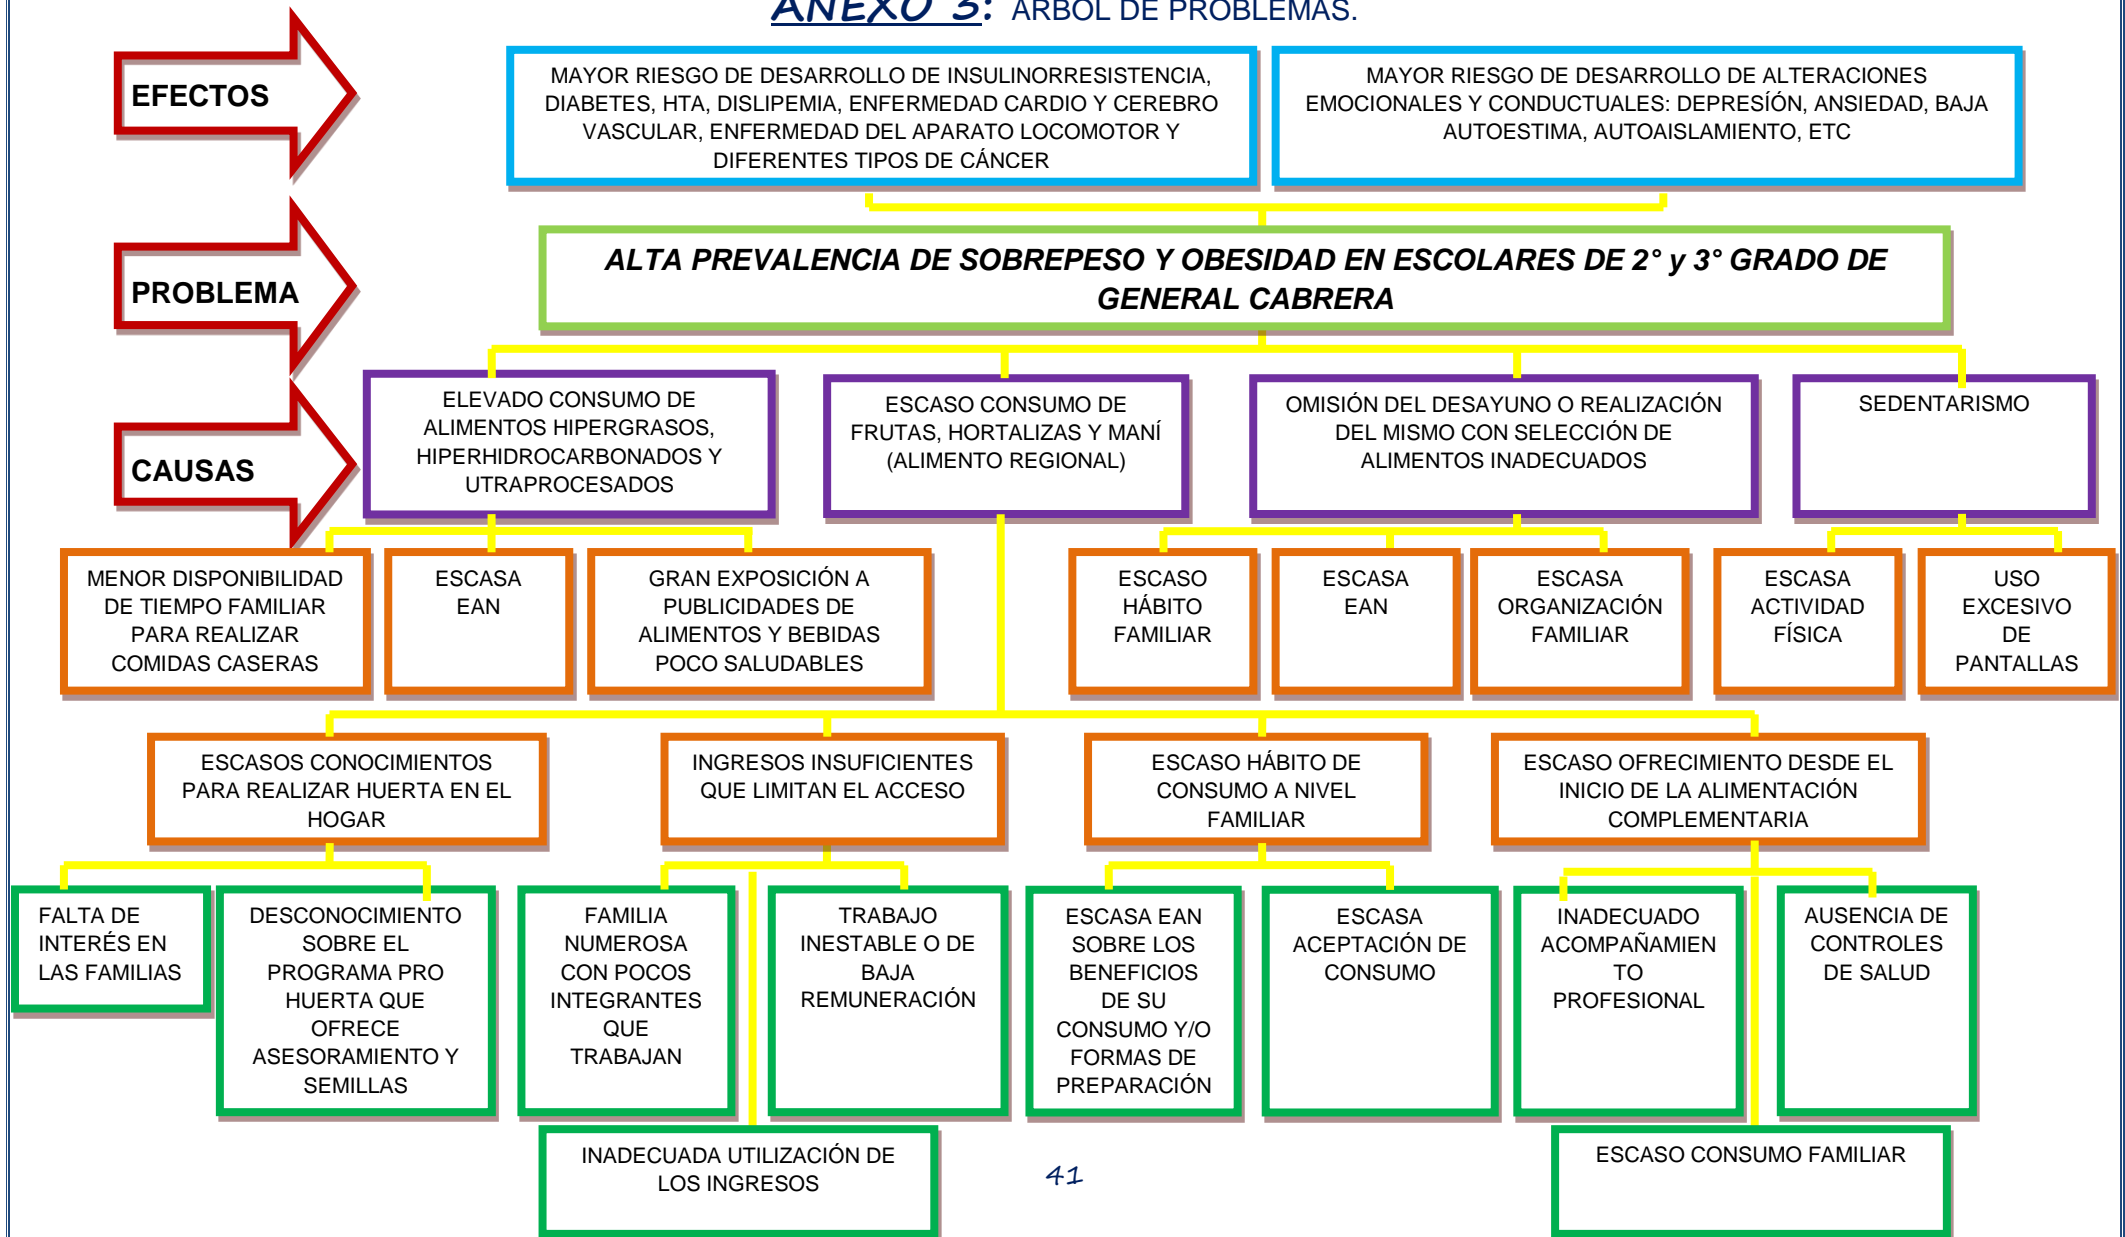 ANEXO 3: ARBOL DE PROBLEMAS.
EFECTOS
MAYOR RIESGO DE DESARROLLO DE INSULINORRESISTENCIA,
DIABETES, HTA, DISLIPEMIA, ENFERMEDAD CARDIO Y CEREBRO
VASCULAR, ENFERMEDAD DEL APARATO LOCOMOTOR Y
DIFERENTES TIPOS DE CÁNCER
MAYOR RIESGO DE DESARROLLO DE ALTERACIONES
EMOCIONALES Y CONDUCTUALES: DEPRESÍÓN, ANSIEDAD, BAJA
AUTOESTIMA, AUTOAISLAMIENTO, ETC
PROBLEMA
ALTA PREVALENCIA DE SOBREPESO Y OBESIDAD EN ESCOLARES DE 2° y 3° GRADO DE
GENERAL CABRERA
CAUSAS
ELEVADO CONSUMO DE
ALIMENTOS HIPERGRASOS,
HIPERHIDROCARBONADOS Y
UTRAPROCESADOS
ESCASO CONSUMO DE
FRUTAS, HORTALIZAS Y MANÍ
(ALIMENTO REGIONAL)
OMISIÓN DEL DESAYUNO O REALIZACIÓN
DEL MISMO CON SELECCIÓN DE
ALIMENTOS INADECUADOS
SEDENTARISMO
MENOR DISPONIBILIDAD
DE TIEMPO FAMILIAR
PARA REALIZAR
COMIDAS CASERAS
ESCASA
EAN
GRAN EXPOSICIÓN A
PUBLICIDADES DE
ALIMENTOS Y BEBIDAS
POCO SALUDABLES
ESCASO
HÁBITO
FAMILIAR
ESCASA
EAN
ESCASA
ORGANIZACIÓN
FAMILIAR
ESCASA
ACTIVIDAD
FÍSICA
USO
EXCESIVO
DE
PANTALLAS
ESCASOS CONOCIMIENTOS
PARA REALIZAR HUERTA EN EL
HOGAR
INGRESOS INSUFICIENTES
QUE LIMITAN EL ACCESO
ESCASO HÁBITO DE
CONSUMO A NIVEL
FAMILIAR
ESCASO OFRECIMIENTO DESDE EL
INICIO DE LA ALIMENTACIÓN
COMPLEMENTARIA
FALTA DE
INTERÉS EN
LAS FAMILIAS
DESCONOCIMIENTO
SOBRE EL
PROGRAMA PRO
HUERTA QUE
OFRECE
ASESORAMIENTO Y
SEMILLAS
FAMILIA
NUMEROSA
CON POCOS
INTEGRANTES
QUE
TRABAJAN
TRABAJO
INESTABLE O DE
BAJA
REMUNERACIÓN
ESCASA EAN
SOBRE LOS
BENEFICIOS
DE SU
CONSUMO Y/O
FORMAS DE
PREPARACIÓN
ESCASA
ACEPTACIÓN DE
CONSUMO
INADECUADO
ACOMPAÑAMIEN
TO
PROFESIONAL
AUSENCIA DE
CONTROLES
DE SALUD
INADECUADA UTILIZACIÓN DE
LOS INGRESOS
ESCASO CONSUMO FAMILIAR
41